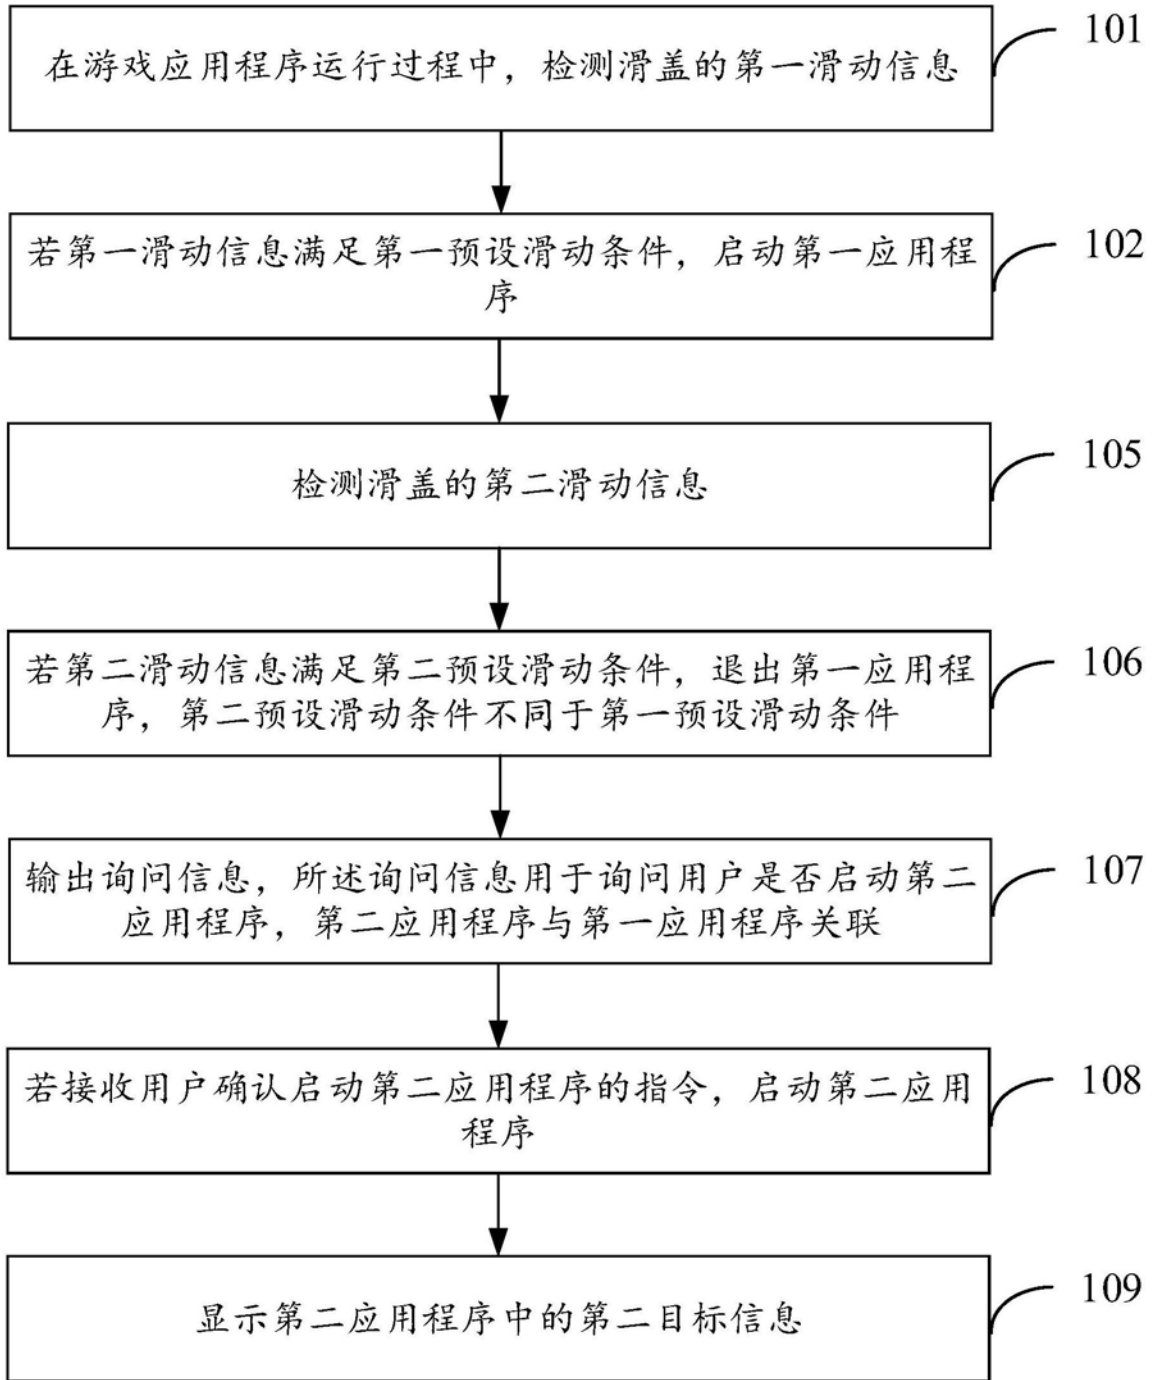 在游戏应用程序运行过程中，检测滑盖的第一滑动信息
101
若第一滑动信息满足第一预设滑动条件，启动第一应用程
序
102
检测滑盖的第二滑动信息
105
若第二滑动信息满足第二预设滑动条件，退出第一应用程
序，第二预设滑动条件不同于第一预设滑动条件
106
输出询问信息，所述询问信息用于询问用户是否启动第二
应用程序，第二应用程序与第一应用程序关联
107
若接收用户确认启动第二应用程序的指令，启动第二应用
程序
108
显示第二应用程序中的第二目标信息
109